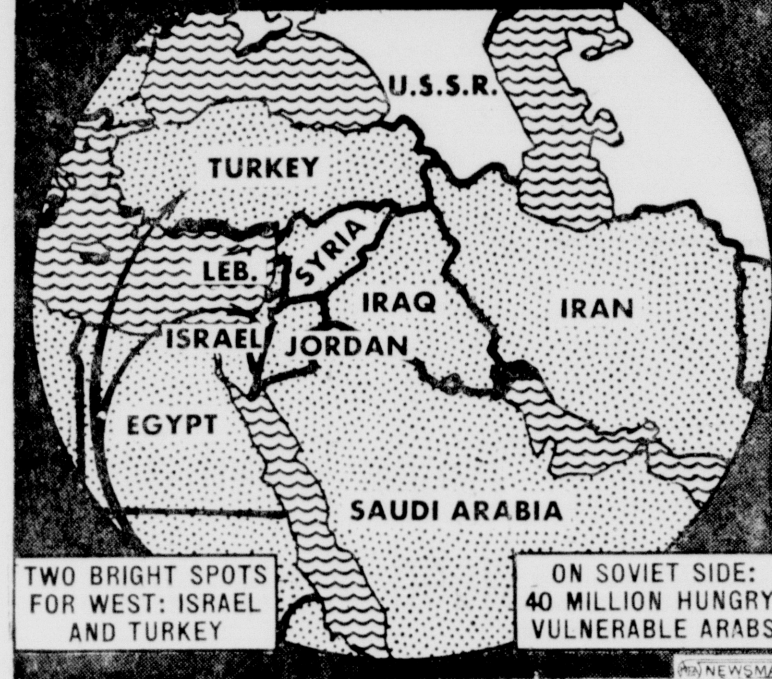 U.S.S.R.
TURKEY
SYRIA
LEB.
IRAQ
IRAN
ISRAEL
JORDAN
EGYPT
SAUDI ARABIA
TWO BRIGHT SPOTS
FOR WEST: ISRAEL
AND TURKEY
ON SOVIET SIDE:
40 MILLION HUNGRY
VULNERABLE ARABS